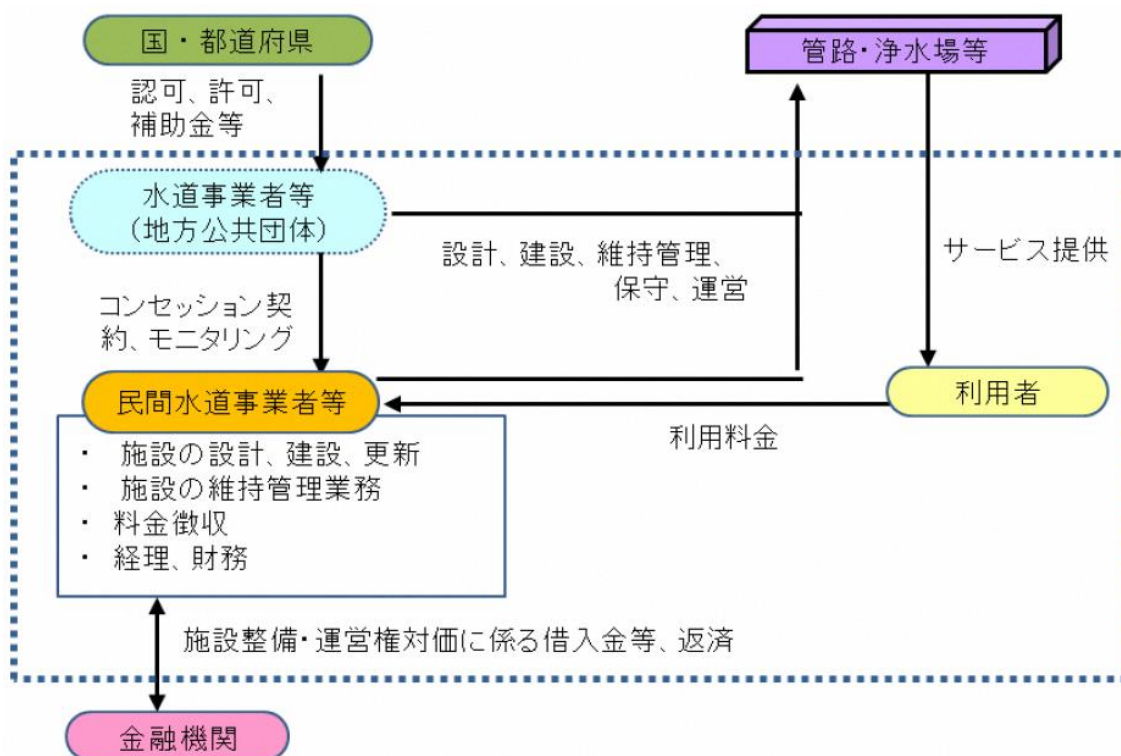 国・都道府県
管路・浄水場等
認可、許可、
補助金等
水道事業者等
（地方公共団体）
設計、建設、維持管理、
保守、運営
サービス提供
コンセッション契
約、モニタリング
民間水道事業者等
利用者
利用料金
・ 施設の設計、建設、更新
・ 施設の維持管理業務
・ 料金徴収
・ 経理、財務
施設整備・運営権対価に係る借入金等、返済
金融機関